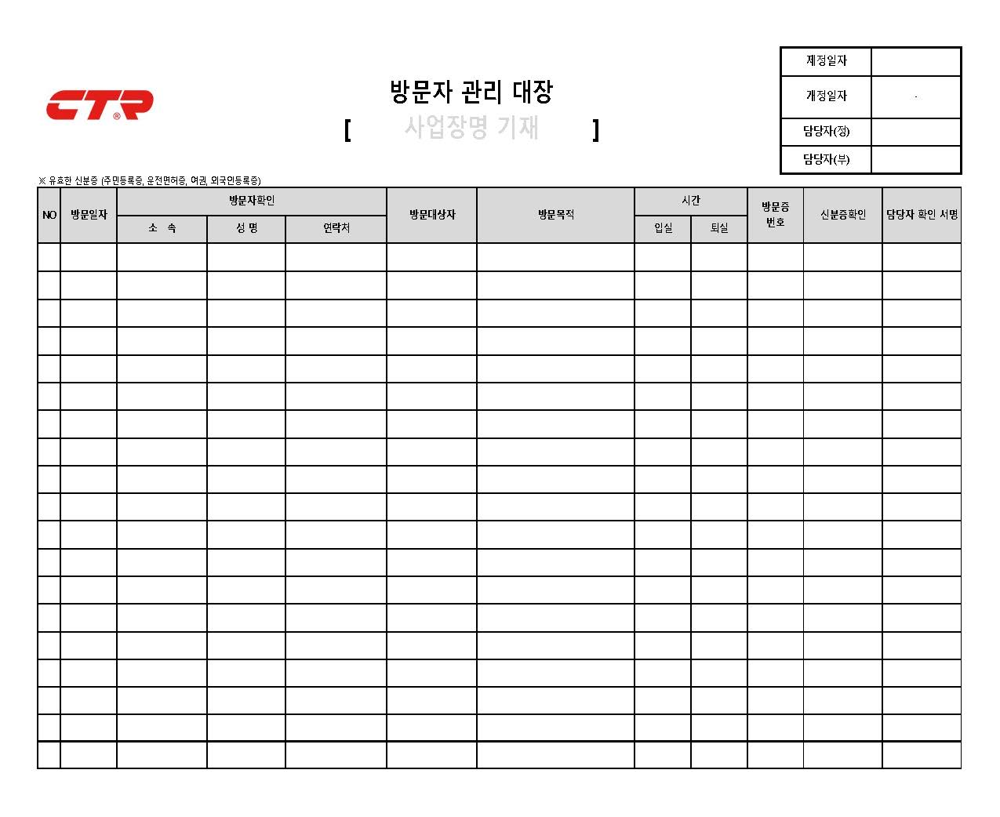 CTR®
방문자 관리 대장
[ 사업장명 기재 ]
제정일자
개정일자 -
담당자(정)
담당자(부)
※ 유효한 신분증 (주민등록증, 운전면허증, 여권, 외국인등록증)
NO 방문일자 방문자확인 방문대상자 방문목적 시간 방문증 번호 신분증확인 담당자 확인 서명
소 속 성 명 연락처 입실 퇴실